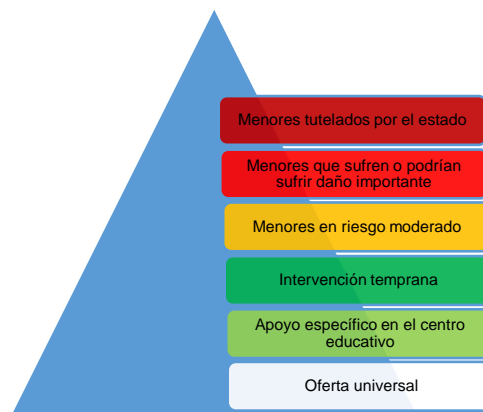 Menores tutelados por el estado
Menores que sufren o podrían
sufrir daño importante
Menores en riesgo moderado
Intervención temprana
Apoyo específico en el centro
educativo
Oferta universal